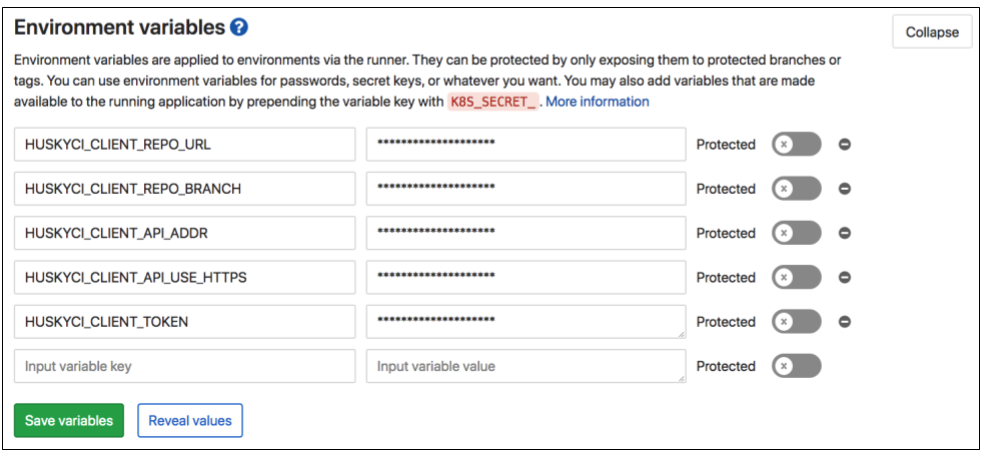 Environment variables ?
Collapse
Environment variables are applied to environments via the runner. They can be protected by only exposing them to protected branches or
tags. You can use environment variables for passwords, secret keys, or whatever you want. You may also add variables that are made
available to the running application by prepending the variable key with K8S_SECRET_ . More information
HUSKYCI_CLIENT_REPO_URL ******************** Protected
HUSKYCI_CLIENT_REPO_BRANCH ******************** Protected
HUSKYCI_CLIENT_API_ADDR ******************** Protected
HUSKYCI_CLIENT_API_USE_HTTPS ******************** Protected
HUSKYCI_CLIENT_TOKEN ******************** Protected
Input variable key Input variable value Protected
Save variables Reveal values